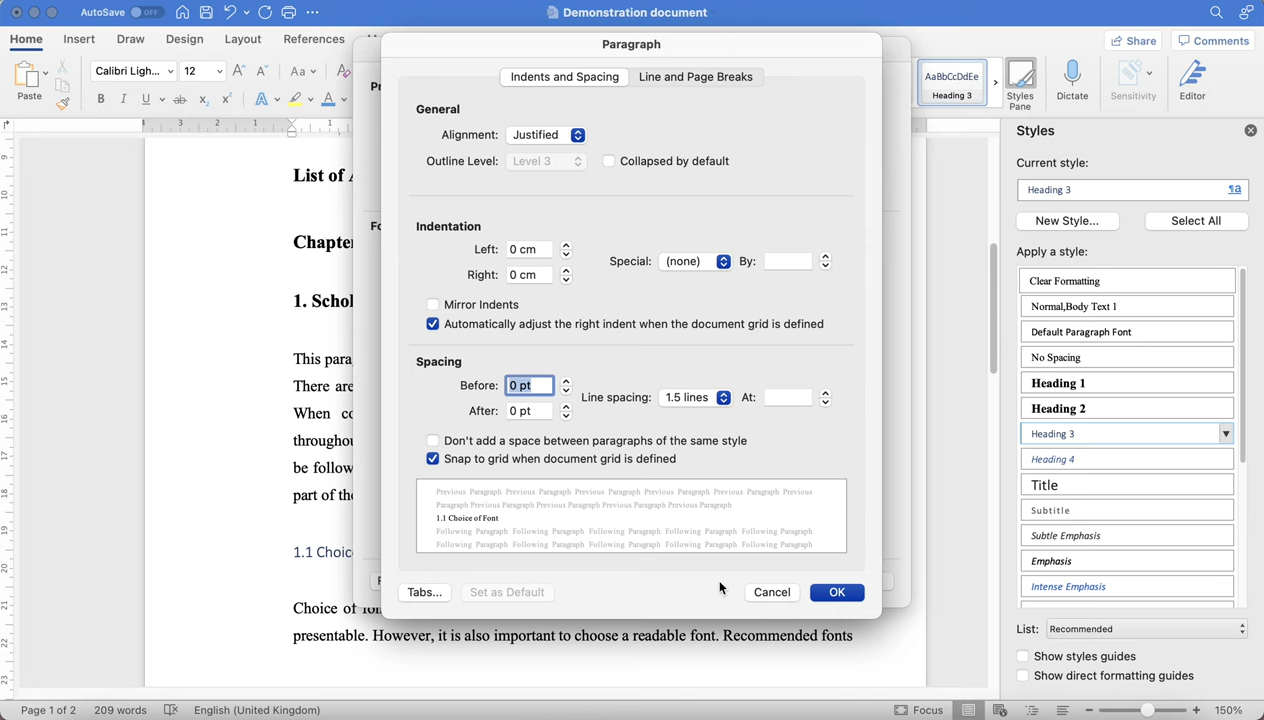 AutoSave OFF
Demonstration document
Home Insert Draw Design Layout References
Share Comments
Paste
Calibri Ligh... 12 Aa
B I U ab x₂ x² A A
AaBbCcDdEe
Heading 3
Styles Pane
Dictate
Sensitivity
Editor
Paragraph
Indents and Spacing Line and Page Breaks
General
Alignment: Justified
Outline Level: Level 3 Collapsed by default
Indentation
Left: 0 cm
Right: 0 cm
Special: (none) By:
Mirror Indents
Automatically adjust the right indent when the document grid is defined
Spacing
Before: 0 pt
After: 0 pt
Line spacing: 1.5 lines At:
Don't add a space between paragraphs of the same style
Snap to grid when document grid is defined
Previous Paragraph Previous Paragraph Previous Paragraph Previous Paragraph Previous Paragraph Previous
Paragraph Previous Paragraph Previous Paragraph Previous Paragraph Previous Paragraph
1.1 Choice of Font
Following Paragraph Following Paragraph Following Paragraph Following Paragraph Following Paragraph
Following Paragraph Following Paragraph Following Paragraph Following Paragraph Following Paragraph
Tabs... Set as Default Cancel OK
List of
Chapte
1. Schol
This para
There are
When co
througho
be follow
part of the
1.1 Choic
Choice of
presentable. However, it is also important to choose a readable font. Recommended fonts
Styles
Current style:
Heading 3
New Style... Select All
Apply a style:
Clear Formatting
Normal,Body Text 1
Default Paragraph Font
No Spacing
Heading 1
Heading 2
Heading 3
Heading 4
Title
Subtitle
Subtle Emphasis
Emphasis
Intense Emphasis
List: Recommended
Show styles guides
Show direct formatting guides
Page 1 of 2 209 words English (United Kingdom)
Focus 150%